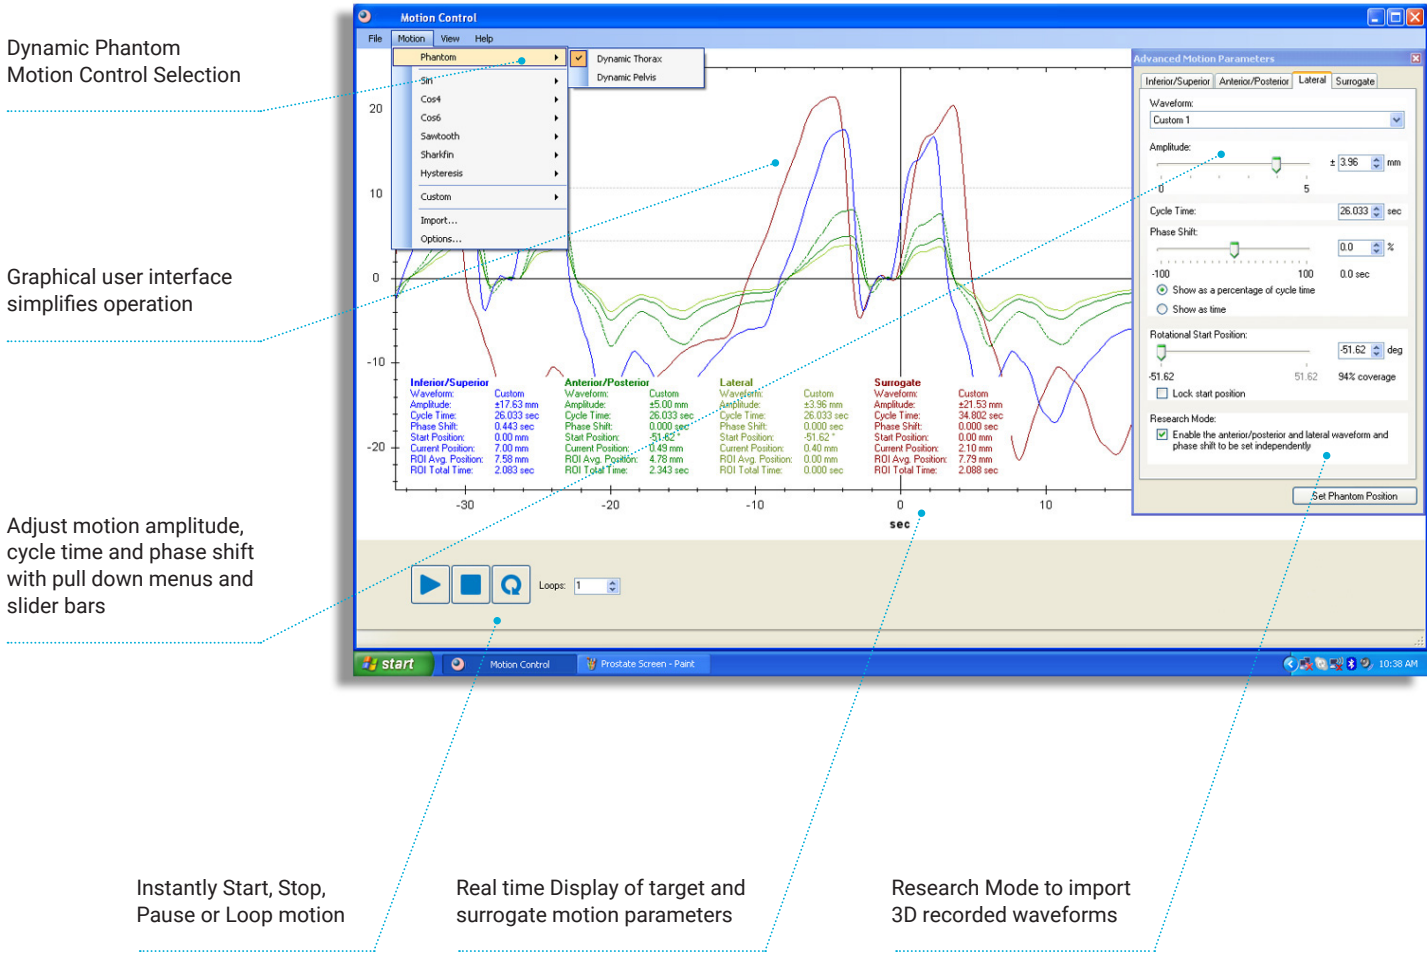 Dynamic Phantom
Motion Control Selection
Graphical user interface
simplifies operation
Adjust motion amplitude,
cycle time and phase shift
with pull down menus and
slider bars
Motion Control
File Motion View Help
Phantom
Sin
Cos4
Cos6
Sawtooth
Sharkfin
Hysteresis
Custom
Import...
Options...
Dynamic Thorax
Dynamic Pelvis
20
10
0
-10
-20
-30 -20 -10 0 10
sec
Inferior/Superior
Waveform: Custom
Amplitude: ±17.63 mm
Cycle Time: 26.033 sec
Phase Shift: 0.443 sec
Start Position: 0.00 mm
Current Position: 7.00 mm
ROI Avg. Position: 7.58 mm
ROI Total Time: 2.083 sec
Anterior/Posterior
Waveform: Custom
Amplitude: ±5.00 mm
Cycle Time: 26.033 sec
Phase Shift: 0.000 sec
Start Position: -51.62 °
Current Position: 0.49 mm
ROI Avg. Position: 4.78 mm
ROI Total Time: 2.343 sec
Lateral
Waveform: Custom
Amplitude: ±3.96 mm
Cycle Time: 26.033 sec
Phase Shift: 0.000 sec
Start Position: -51.62 °
Current Position: 0.40 mm
ROI Avg. Position: 0.00 mm
ROI Total Time: 0.000 sec
Surrogate
Waveform: Custom
Amplitude: ±21.53 mm
Cycle Time: 34.802 sec
Phase Shift: 0.000 sec
Start Position: 0.00 mm
Current Position: 2.10 mm
ROI Avg. Position: 7.79 mm
ROI Total Time: 2.088 sec
Advanced Motion Parameters
Inferior/Superior Anterior/Posterior Lateral Surrogate
Waveform:
Custom 1
Amplitude:
± 3.96 mm
0 5
Cycle Time: 26.033 sec
Phase Shift:
0.0 %
-100 100 0.0 sec
Show as a percentage of cycle time
Show as time
Rotational Start Position:
-51.62 deg
-51.62 51.62 94% coverage
Lock start position
Research Mode:
Enable the anterior/posterior and lateral waveform and
phase shift to be set independently
Set Phantom Position
Loops: 1
start Motion Control Prostate Screen - Paint 10:38 AM
Instantly Start, Stop,
Pause or Loop motion
Real time Display of target and
surrogate motion parameters
Research Mode to import
3D recorded waveforms